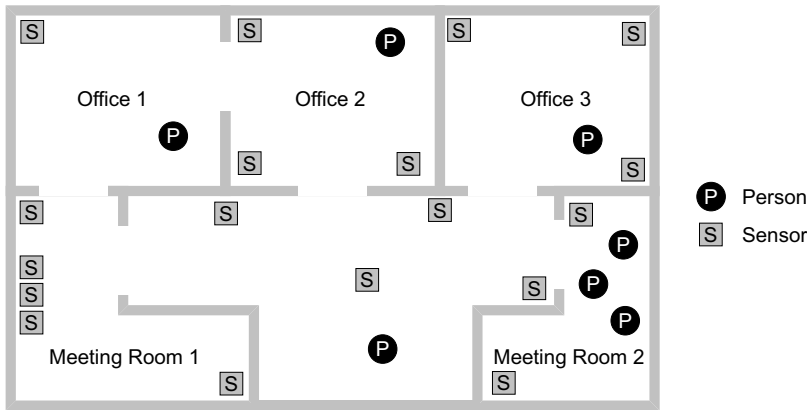 S S S S S
P
Office 1 Office 2 Office 3
P P
S S S
S S S S
P Person
P
S Sensor
S S
P
S S
S P
P
Meeting Room 1 Meeting Room 2
S S